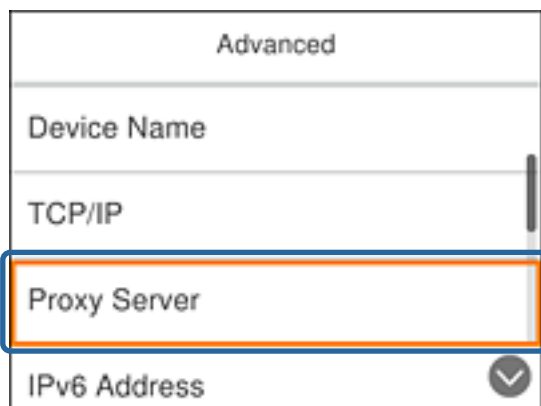 Advanced
Device Name
TCP/IP
Proxy Server
IPv6 Address